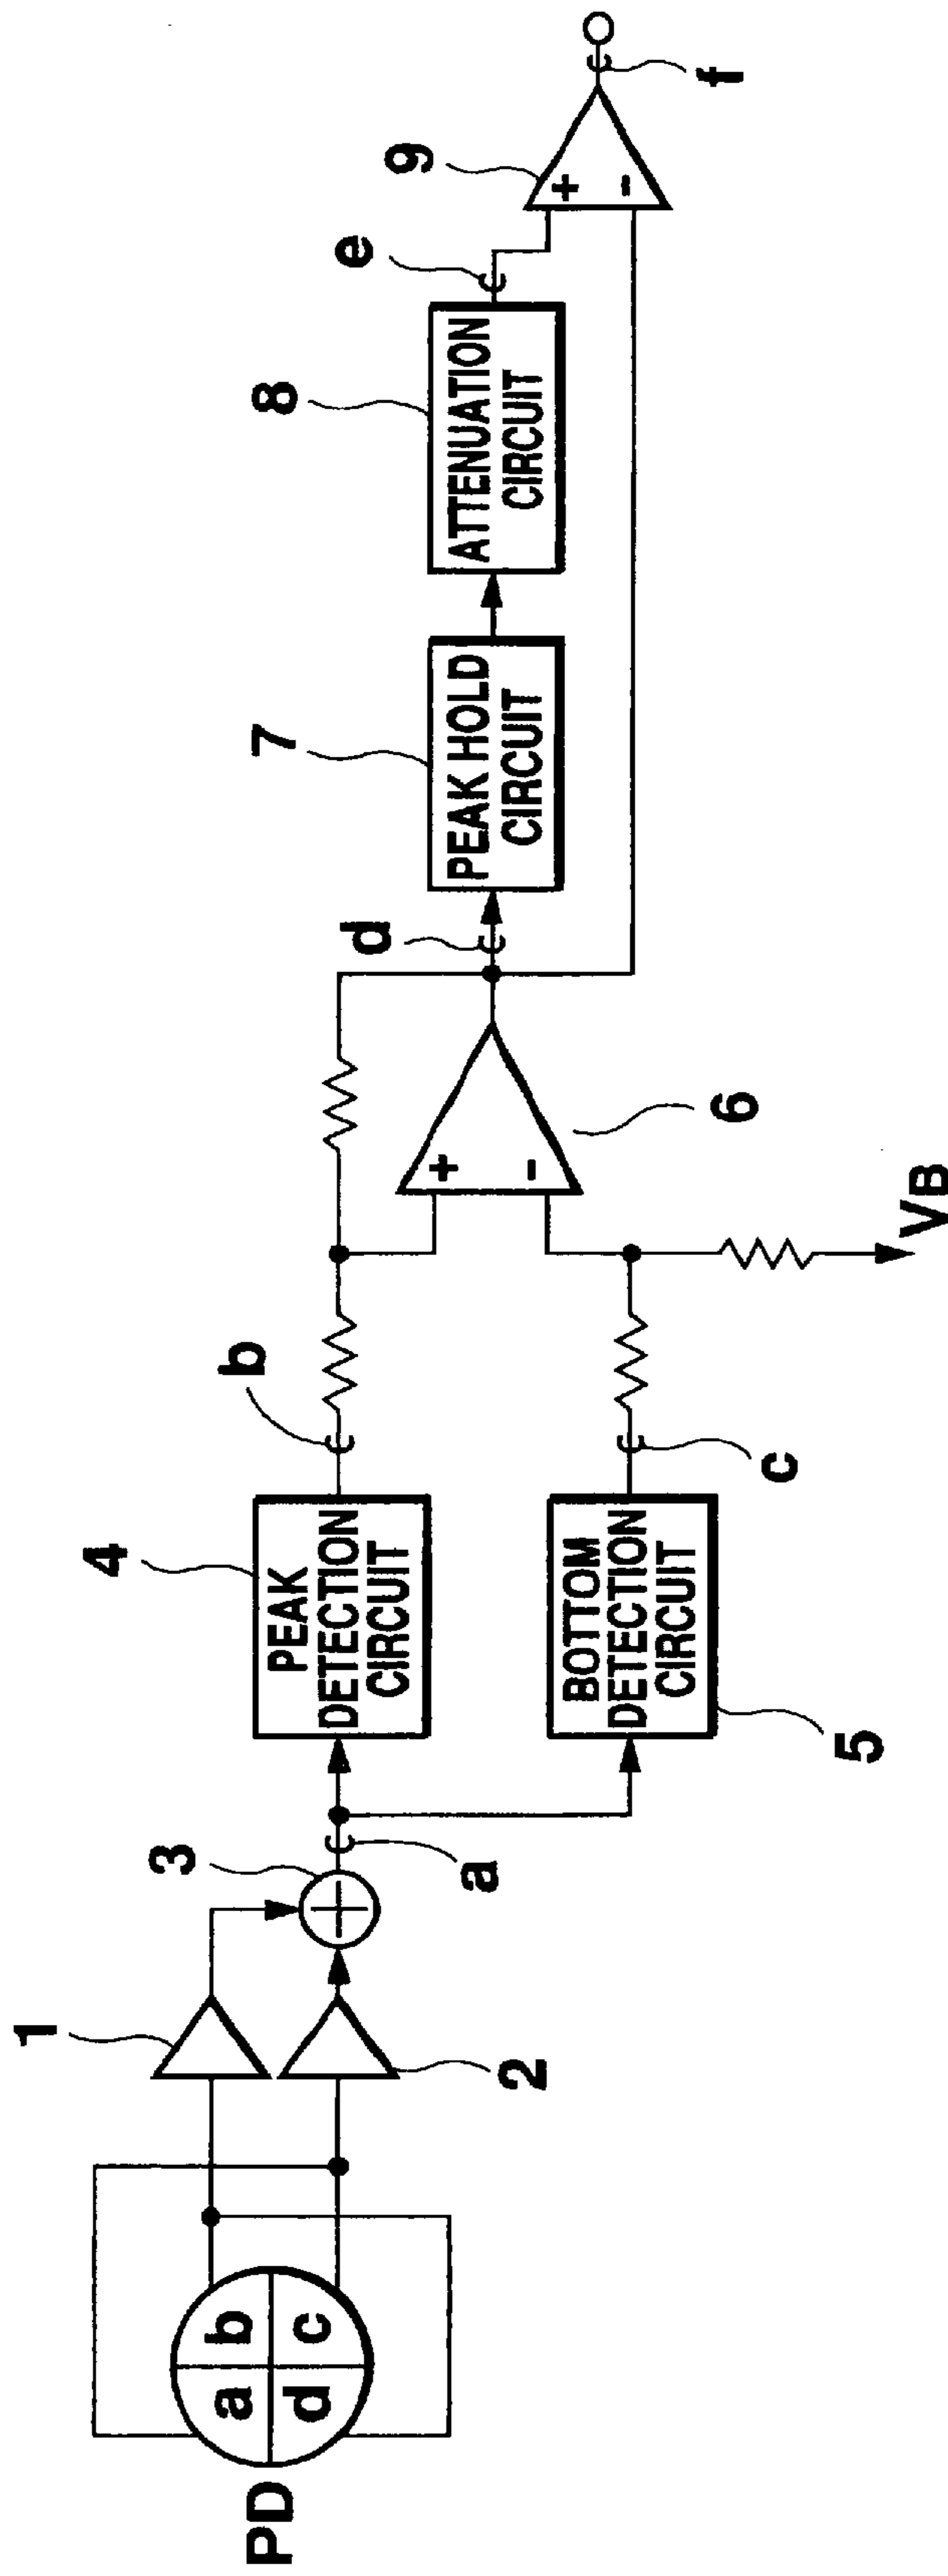 PD
a b
d c
1
2
3
a
4
PEAK
DETECTION
CIRCUIT
5
BOTTOM
DETECTION
CIRCUIT
b
c
VB
+
-
6
d
7
PEAK HOLD
CIRCUIT
8
ATTENUATION
CIRCUIT
e
9
+
-
f